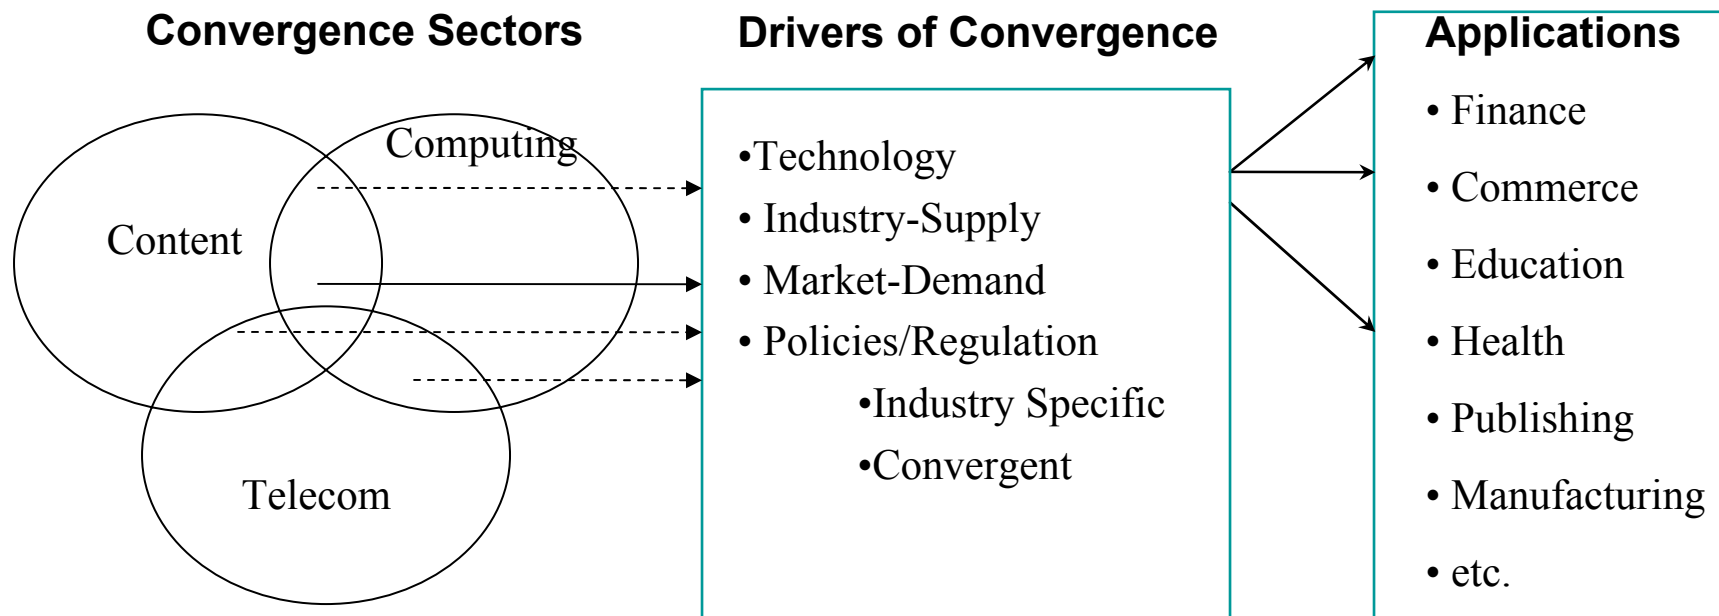 Convergence Sectors
Computing
Content
Telecom
Drivers of Convergence
•Technology
• Industry-Supply
• Market-Demand
• Policies/Regulation
•Industry Specific
•Convergent
Applications
• Finance
• Commerce
• Education
• Health
• Publishing
• Manufacturing
• etc.